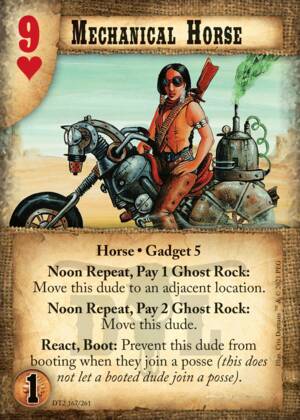 9
MECHANICAL HORSE
Horse • Gadget 5
Noon Repeat, Pay 1 Ghost Rock:
Move this dude to an adjacent location.
Noon Repeat, Pay 2 Ghost Rock:
Move this dude.
React, Boot: Prevent this dude from
booting when they join a posse (this does
not let a booted dude join a posse).
1
DT2 167/261